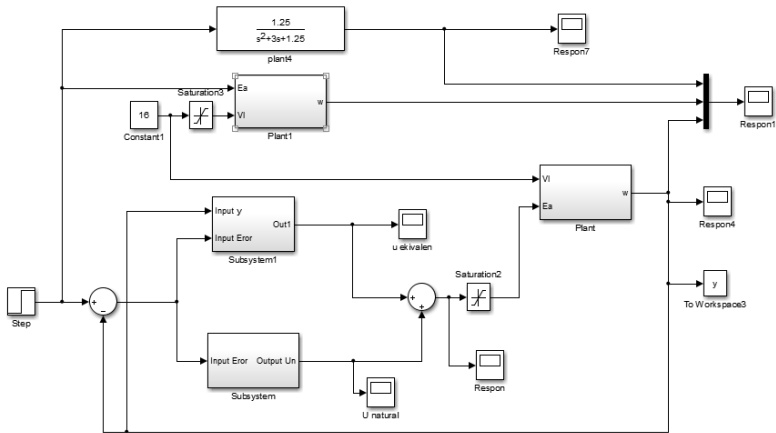 1.25
s2+3s+1.25
plant4
Respon7
Saturation3
16
Constant1
Ea
Vl
w
Plant1
Respon1
Vl
Ea
w
Plant
Input y
Input Eror
Out1
Subsystem1
u ekivalen
Respon4
Step
+
−
+
+
Saturation2
y
To Workspace3
Input Eror
Output Un
Subsystem
U natural
Respon